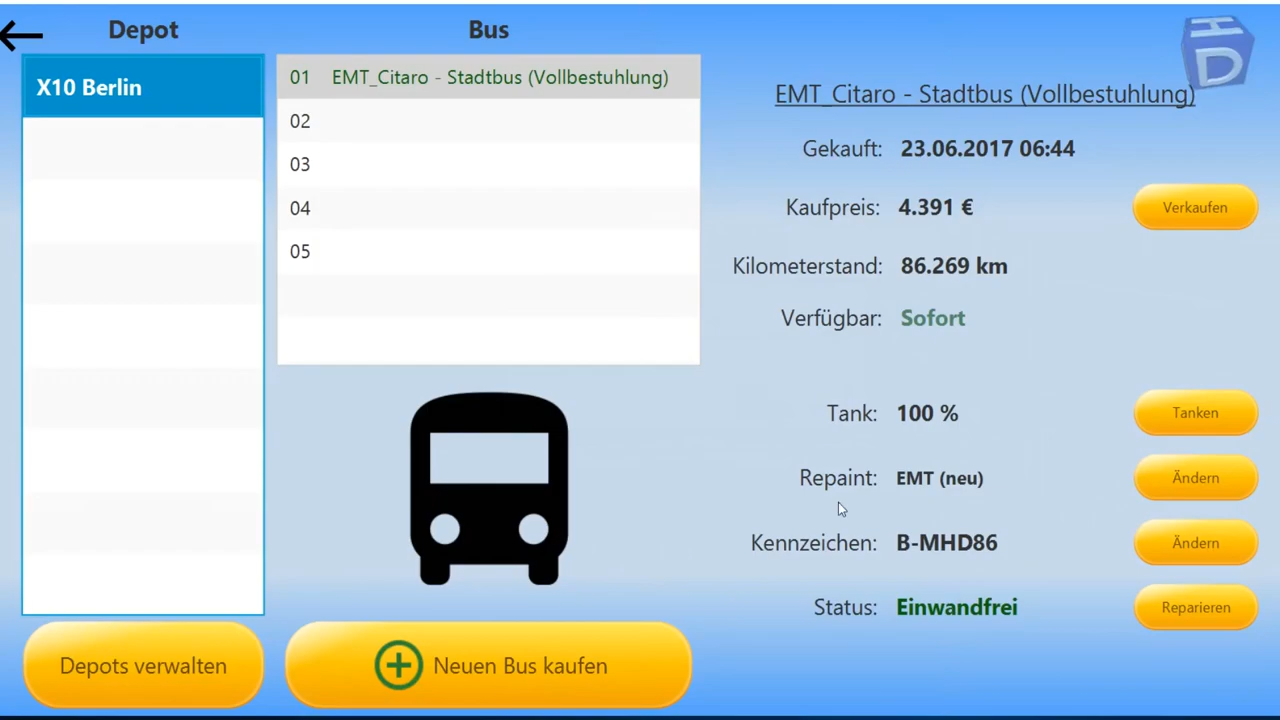 Depot
Bus
X10 Berlin
01 EMT_Citaro - Stadtbus (Vollbestuhlung)
02
03
04
05
HD
EMT_Citaro - Stadtbus (Vollbestuhlung)
Gekauft: 23.06.2017 06:44
Kaufpreis: 4.391 €
Verkaufen
Kilometerstand: 86.269 km
Verfügbar: Sofort
Tank: 100 %
Tanken
Repaint: EMT (neu)
Ändern
Kennzeichen: B-MHD86
Ändern
Status: Einwandfrei
Reparieren
Depots verwalten
Neuen Bus kaufen